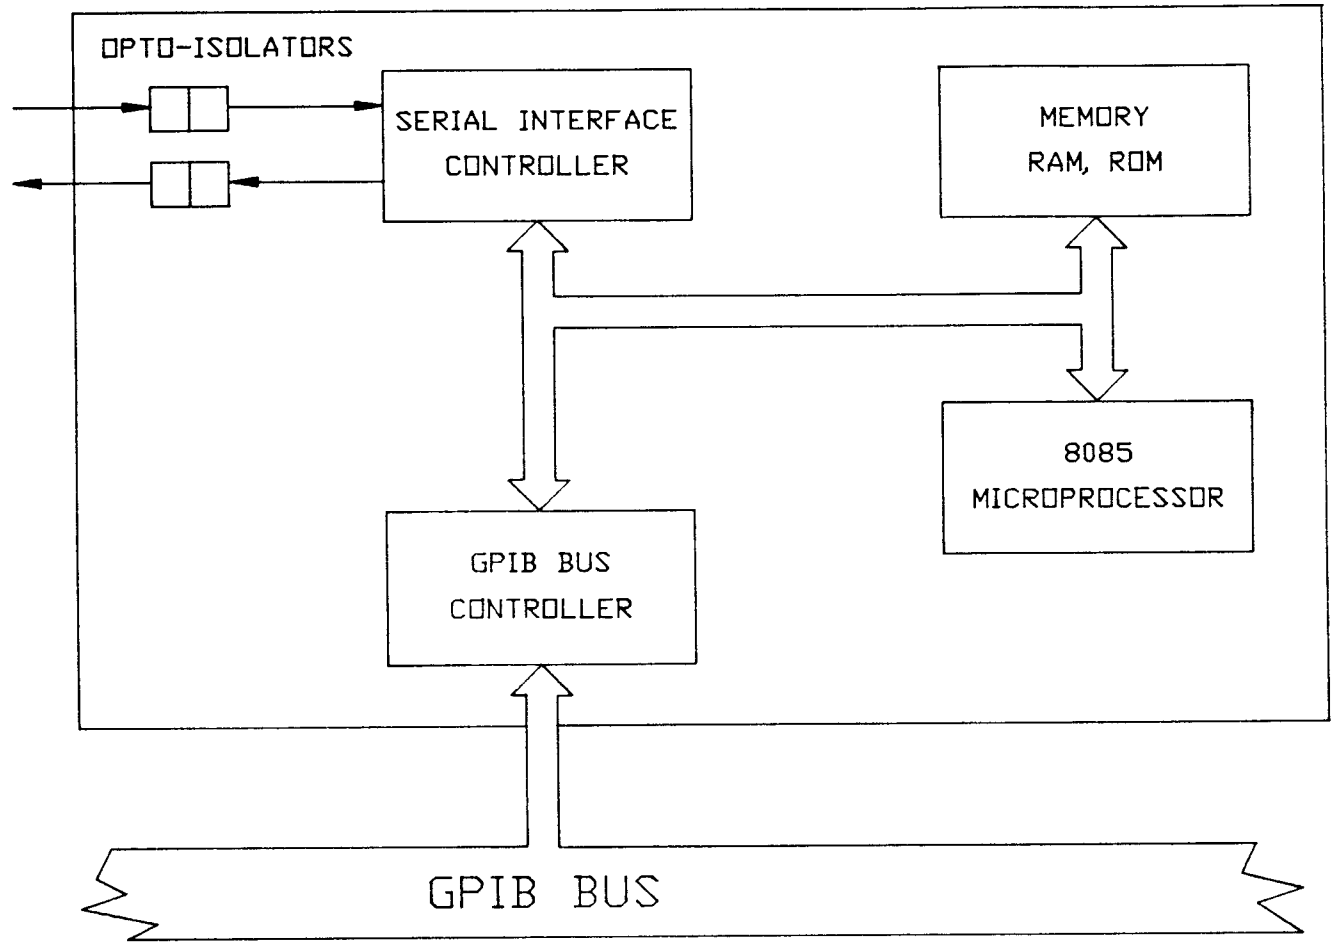 OPTO-ISOLATORS
SERIAL INTERFACE
CONTROLLER
MEMORY
RAM, ROM
8085
MICROPROCESSOR
GPIB BUS
CONTROLLER
GPIB BUS